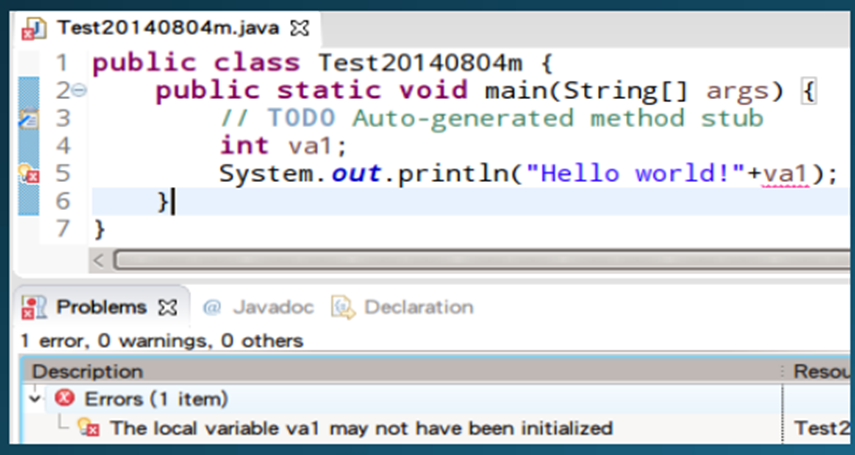 Test20140804m.java
1 public class Test20140804m {
2 public static void main(String[] args) {
3 // TODO Auto-generated method stub
4 int va1;
5 System.out.println("Hello world!"+va1);
6 }
7 }
Problems @ Javadoc Declaration
1 error, 0 warnings, 0 others
Description Resou
Errors (1 item)
The local variable va1 may not have been initialized Test2